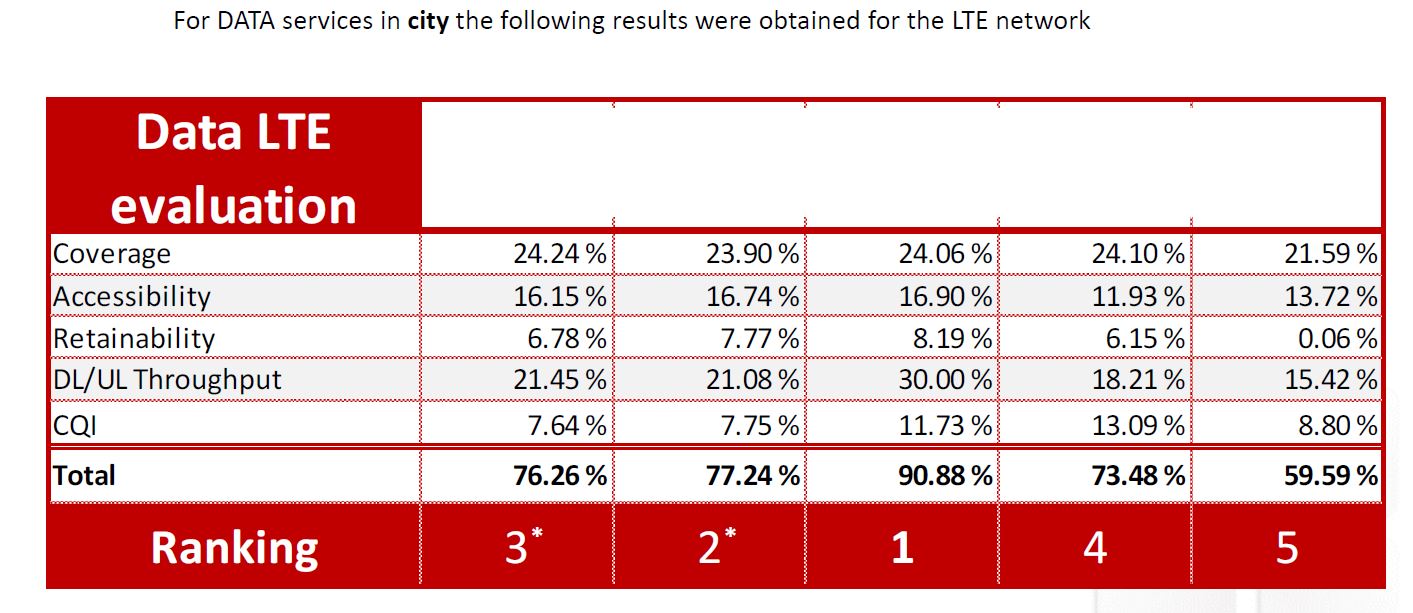 For DATA services in city the following results were obtained for the LTE network
Data LTE
evaluation
Coverage 24.24 % 23.90 % 24.06 % 24.10 % 21.59 %
Accessibility 16.15 % 16.74 % 16.90 % 11.93 % 13.72 %
Retainability 6.78 % 7.77 % 8.19 % 6.15 % 0.06 %
DL/UL Throughput 21.45 % 21.08 % 30.00 % 18.21 % 15.42 %
CQI 7.64 % 7.75 % 11.73 % 13.09 % 8.80 %
Total 76.26 % 77.24 % 90.88 % 73.48 % 59.59 %
Ranking 3* 2* 1 4 5